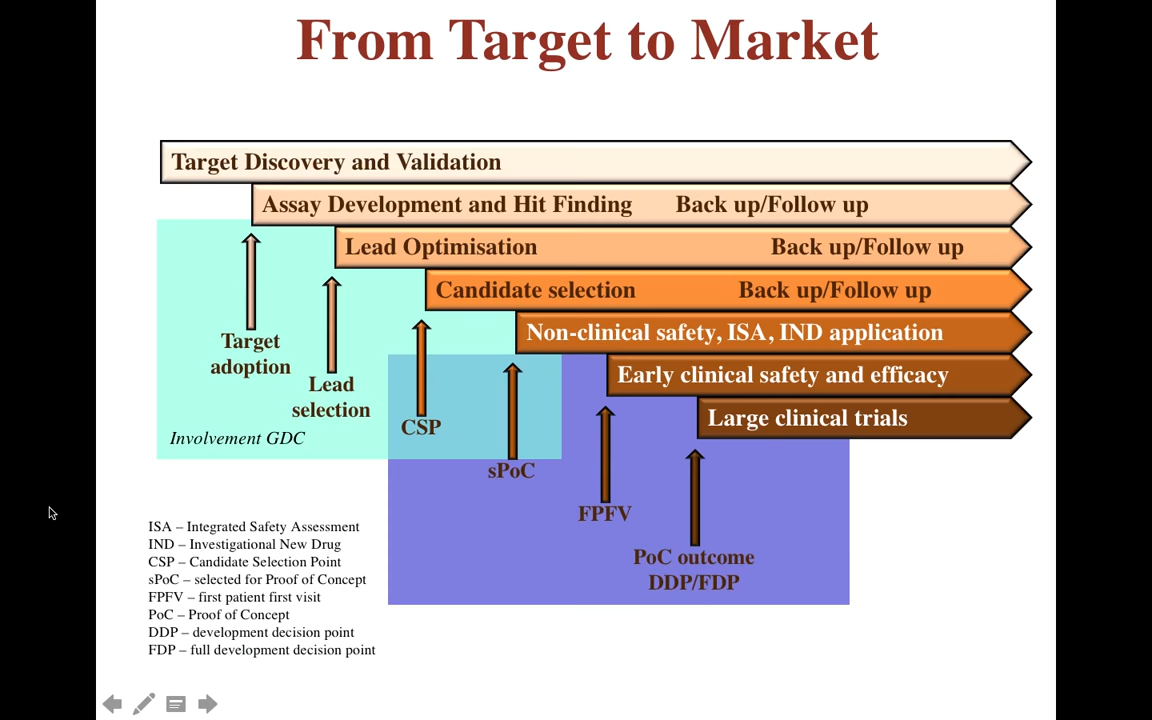 From Target to Market
Target Discovery and Validation
Assay Development and Hit Finding Back up/Follow up
Lead Optimisation Back up/Follow up
Candidate selection Back up/Follow up
Non-clinical safety, ISA, IND application
Early clinical safety and efficacy
Large clinical trials
Target
adoption
Lead
selection
CSP
sPoC
FPFV
PoC outcome
DDP/FDP
Involvement GDC
ISA – Integrated Safety Assessment
IND – Investigational New Drug
CSP – Candidate Selection Point
sPoC – selected for Proof of Concept
FPFV – first patient first visit
PoC – Proof of Concept
DDP – development decision point
FDP – full development decision point